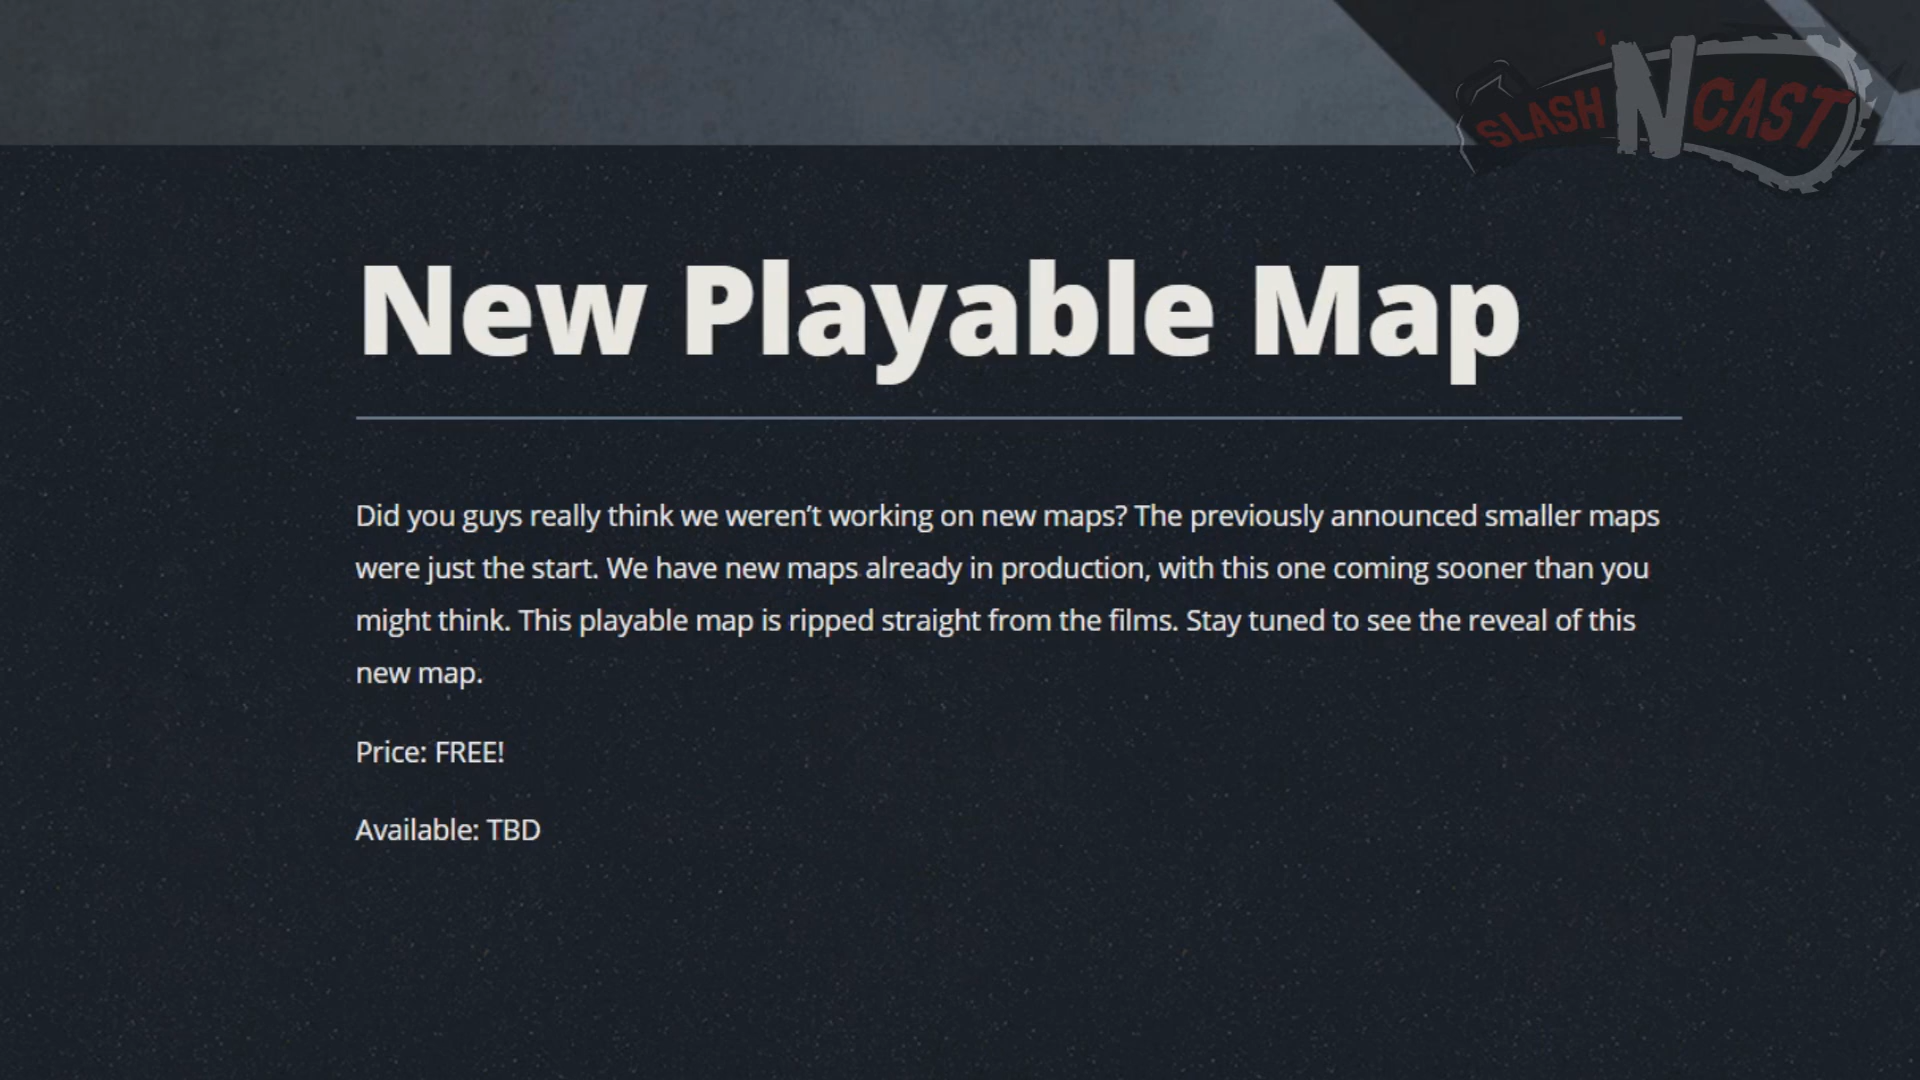 SLASH 'N CAST
New Playable Map
Did you guys really think we weren’t working on new maps? The previously announced smaller maps
were just the start. We have new maps already in production, with this one coming sooner than you
might think. This playable map is ripped straight from the films. Stay tuned to see the reveal of this
new map.
Price: FREE!
Available: TBD